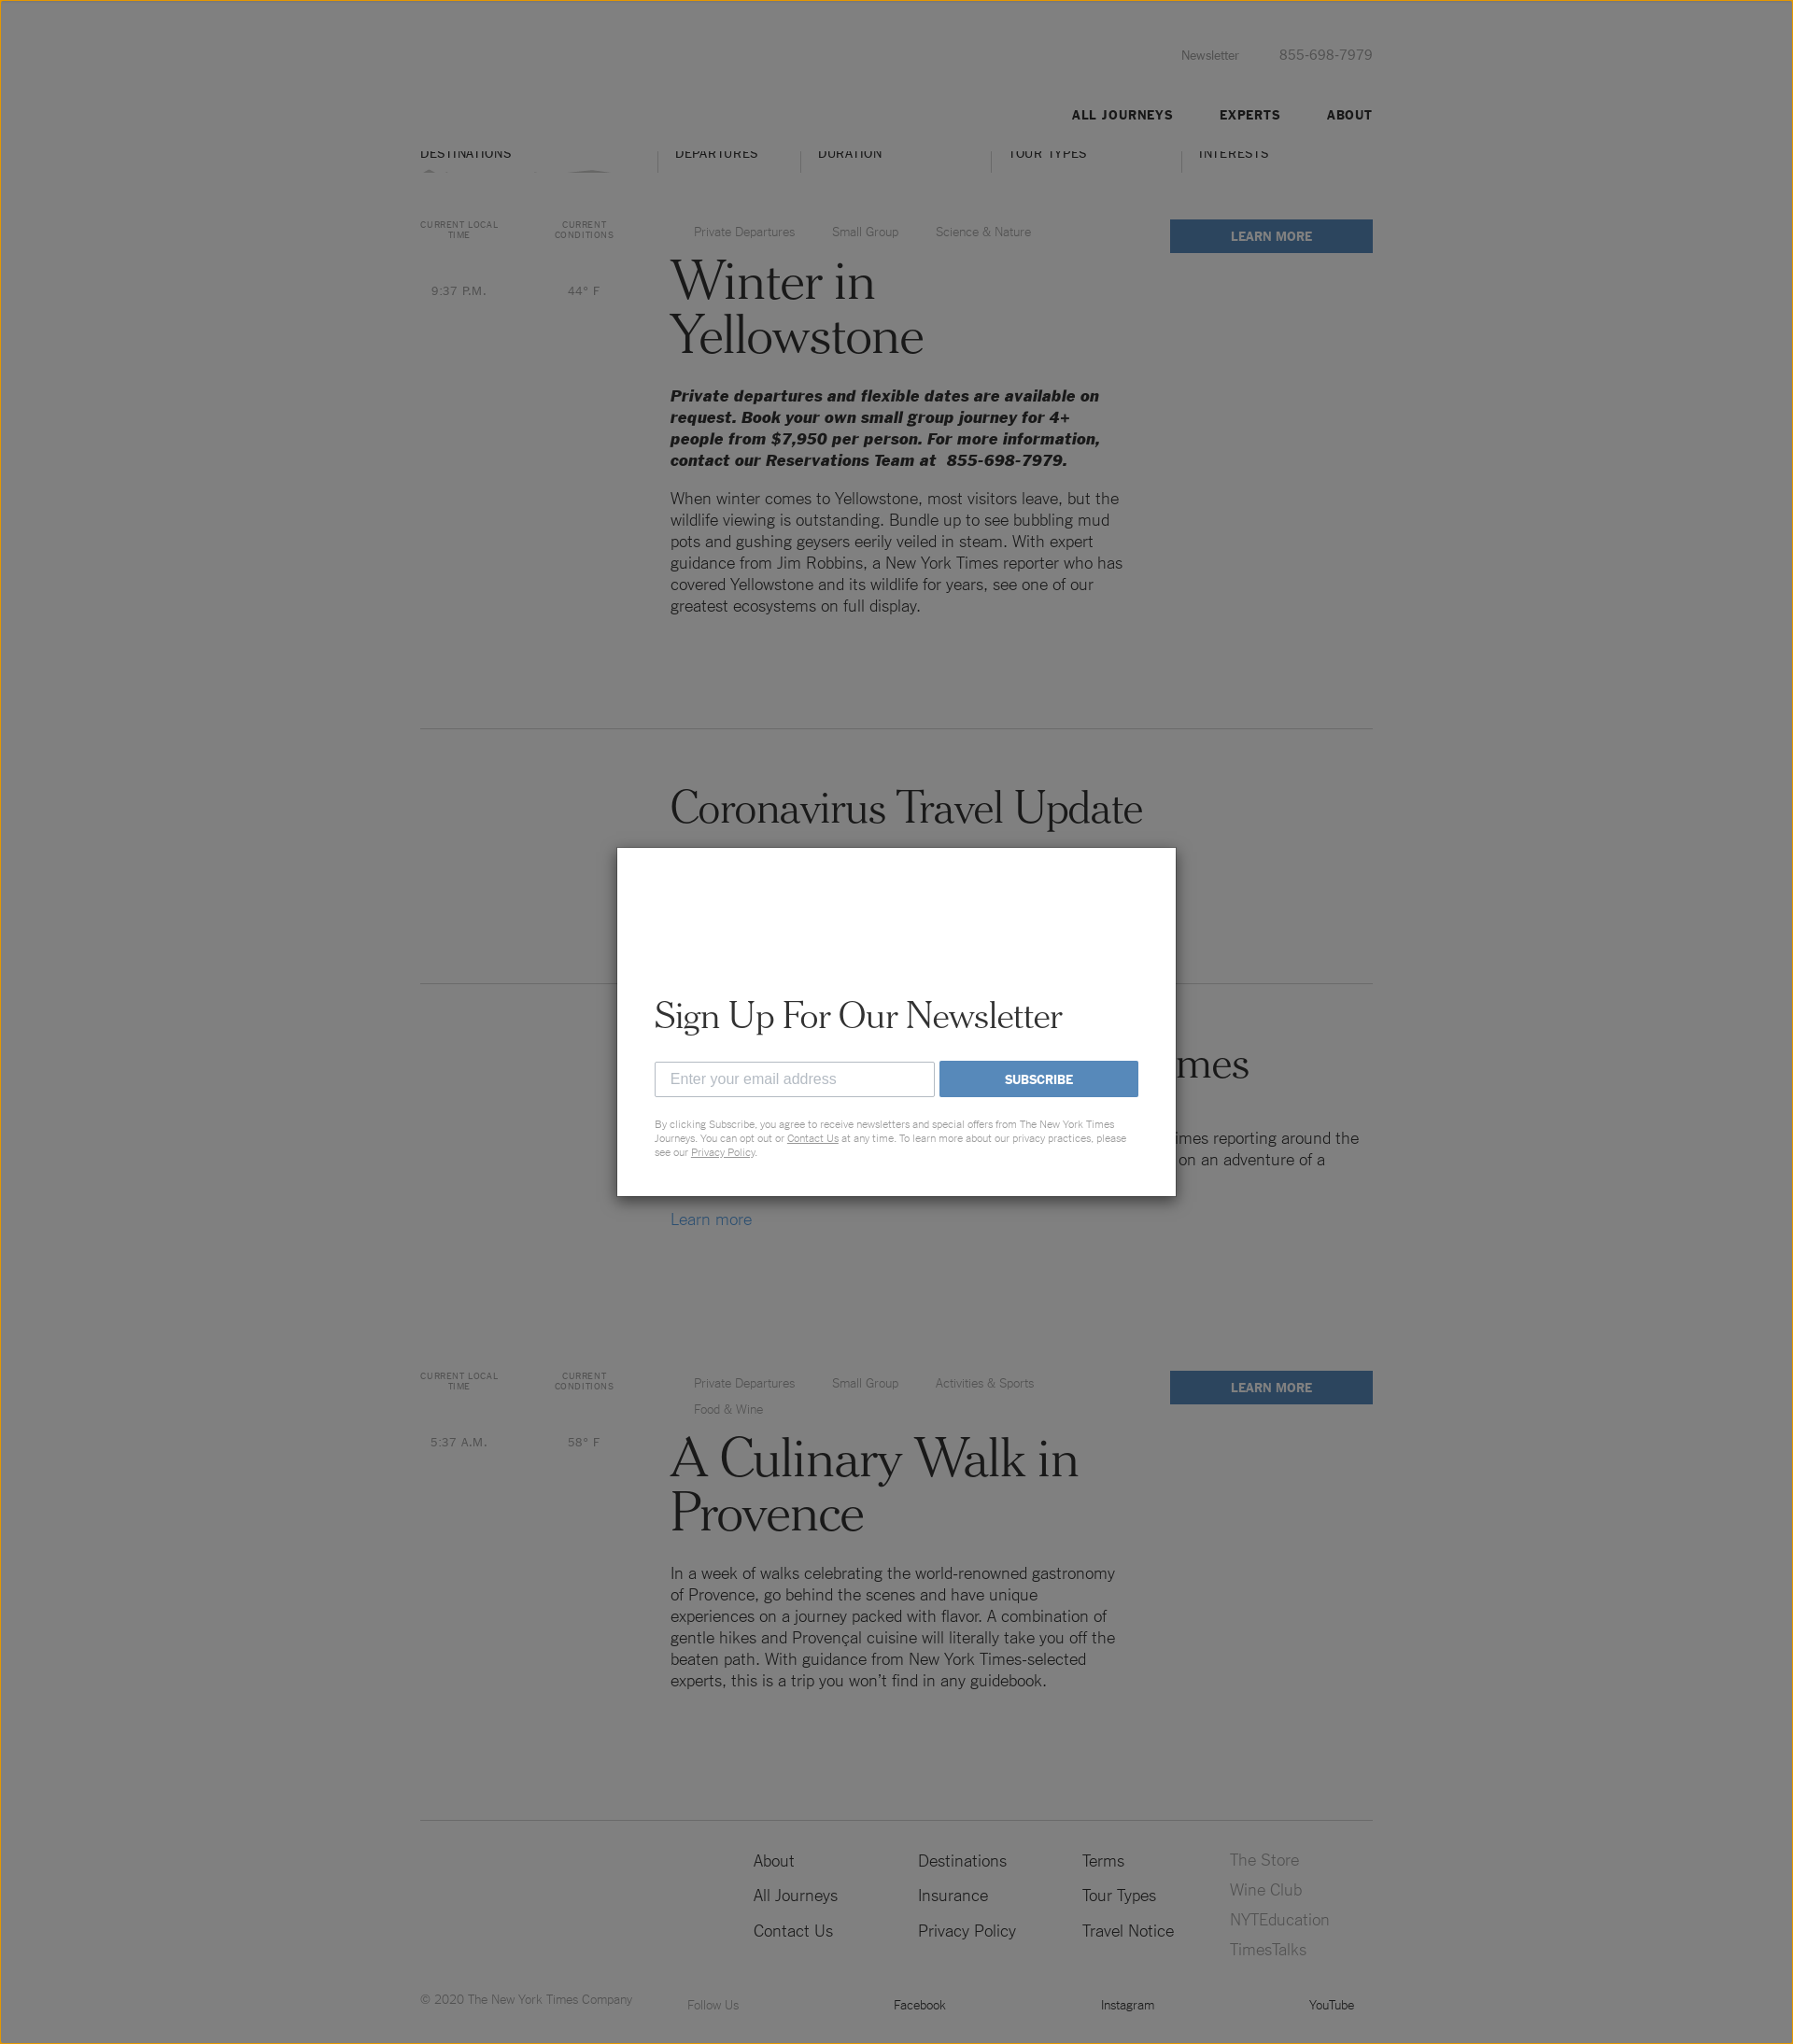 Newsletter 855-698-7979
ALL JOURNEYS EXPERTS ABOUT
DESTINATIONS DEPARTURES DURATION TOUR TYPES INTERESTS
CURRENT LOCAL
TIME
CURRENT
CONDITIONS
9:37 P.M. 44° F
Private Departures Small Group Science & Nature
LEARN MORE
Winter in
Yellowstone
Private departures and flexible dates are available on
request. Book your own small group journey for 4+
people from $7,950 per person. For more information,
contact our Reservations Team at 855-698-7979.
When winter comes to Yellowstone, most visitors leave, but the
wildlife viewing is outstanding. Bundle up to see bubbling mud
pots and gushing geysers eerily veiled in steam. With expert
guidance from Jim Robbins, a New York Times reporter who has
covered Yellowstone and its wildlife for years, see one of our
greatest ecosystems on full display.
Coronavirus Travel Update
Sign Up For Our Newsletter
Enter your email address SUBSCRIBE
By clicking Subscribe, you agree to receive newsletters and special offers from The New York Times
Journeys. You can opt out or Contact Us at any time. To learn more about our privacy practices, please
see our Privacy Policy.
mes
imes reporting around the
on an adventure of a
Learn more
CURRENT LOCAL
TIME
CURRENT
CONDITIONS
5:37 A.M. 58° F
Private Departures Small Group Activities & Sports
Food & Wine
LEARN MORE
A Culinary Walk in
Provence
In a week of walks celebrating the world-renowned gastronomy
of Provence, go behind the scenes and have unique
experiences on a journey packed with flavor. A combination of
gentle hikes and Provençal cuisine will literally take you off the
beaten path. With guidance from New York Times-selected
experts, this is a trip you won’t find in any guidebook.
About
All Journeys
Contact Us
Destinations
Insurance
Privacy Policy
Terms
Tour Types
Travel Notice
The Store
Wine Club
NYTEducation
TimesTalks
© 2020 The New York Times Company
Follow Us Facebook Instagram YouTube